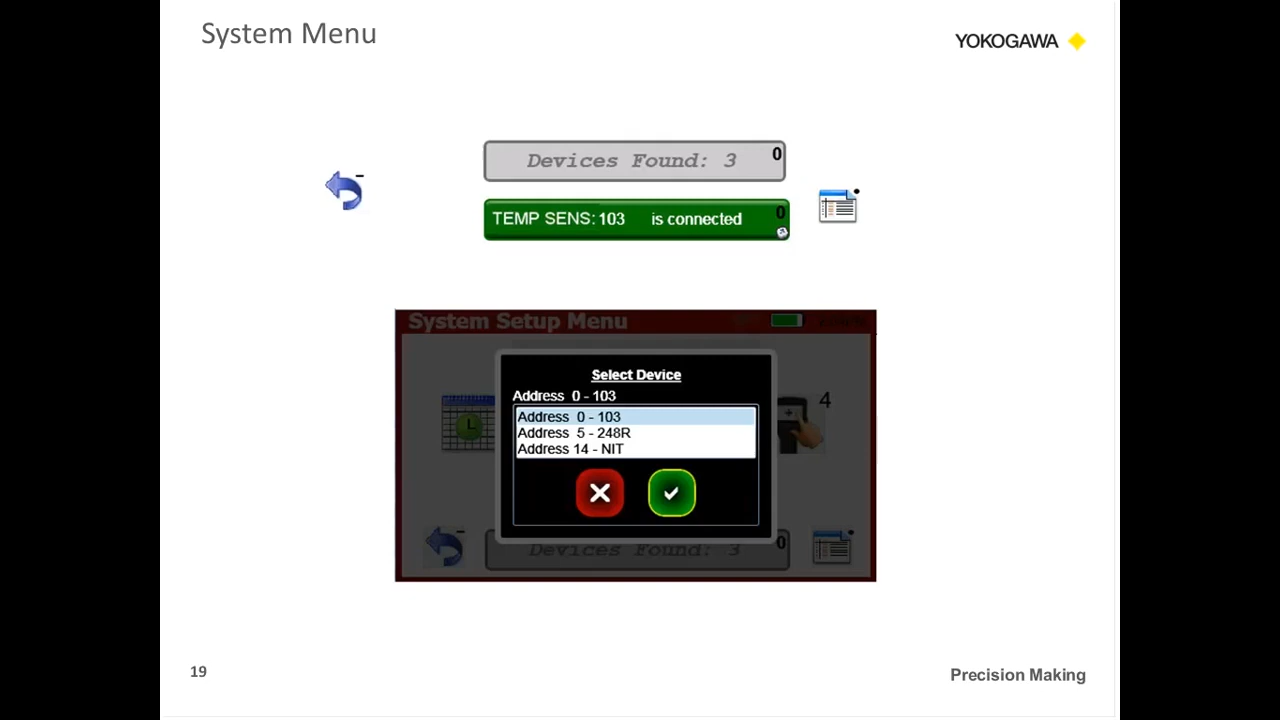 System Menu
YOKOGAWA
Devices Found: 3
0
TEMP SENS: 103 is connected
0
System Setup Menu
Select Device
Address 0 - 103
Address 0 - 103
Address 5 - 248R
Address 14 - NIT
4
Devices Found: 3
0
19
Precision Making